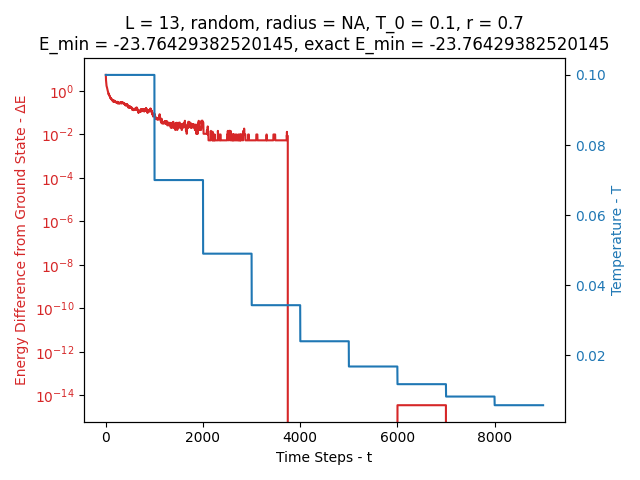 L = 13, random, radius = NA, T_0 = 0.1, r = 0.7
E_min = -23.76429382520145, exact E_min = -23.76429382520145
Energy Difference from Ground State - ΔE
10⁰
10⁻²
10⁻⁴
10⁻⁶
10⁻⁸
10⁻¹⁰
10⁻¹²
10⁻¹⁴
0.10
0.08
0.06
0.04
0.02
Temperature - T
0 2000 4000 6000 8000
Time Steps - t